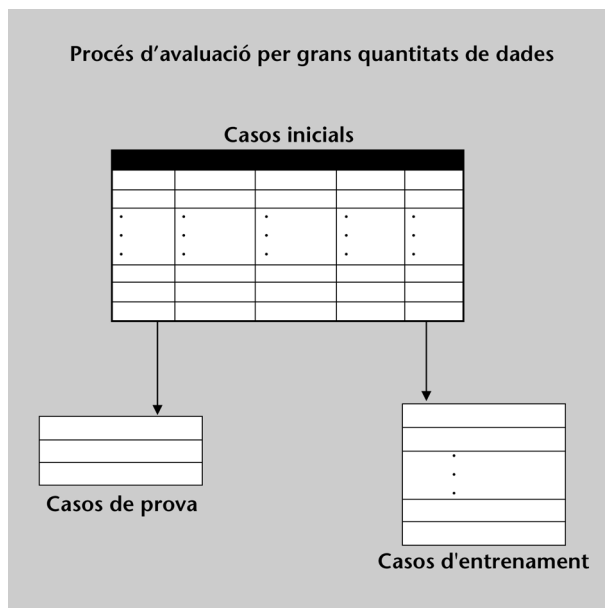 Procés d’avaluació per grans quantitats de dades
Casos inicials
Casos de prova
Casos d'entrenament